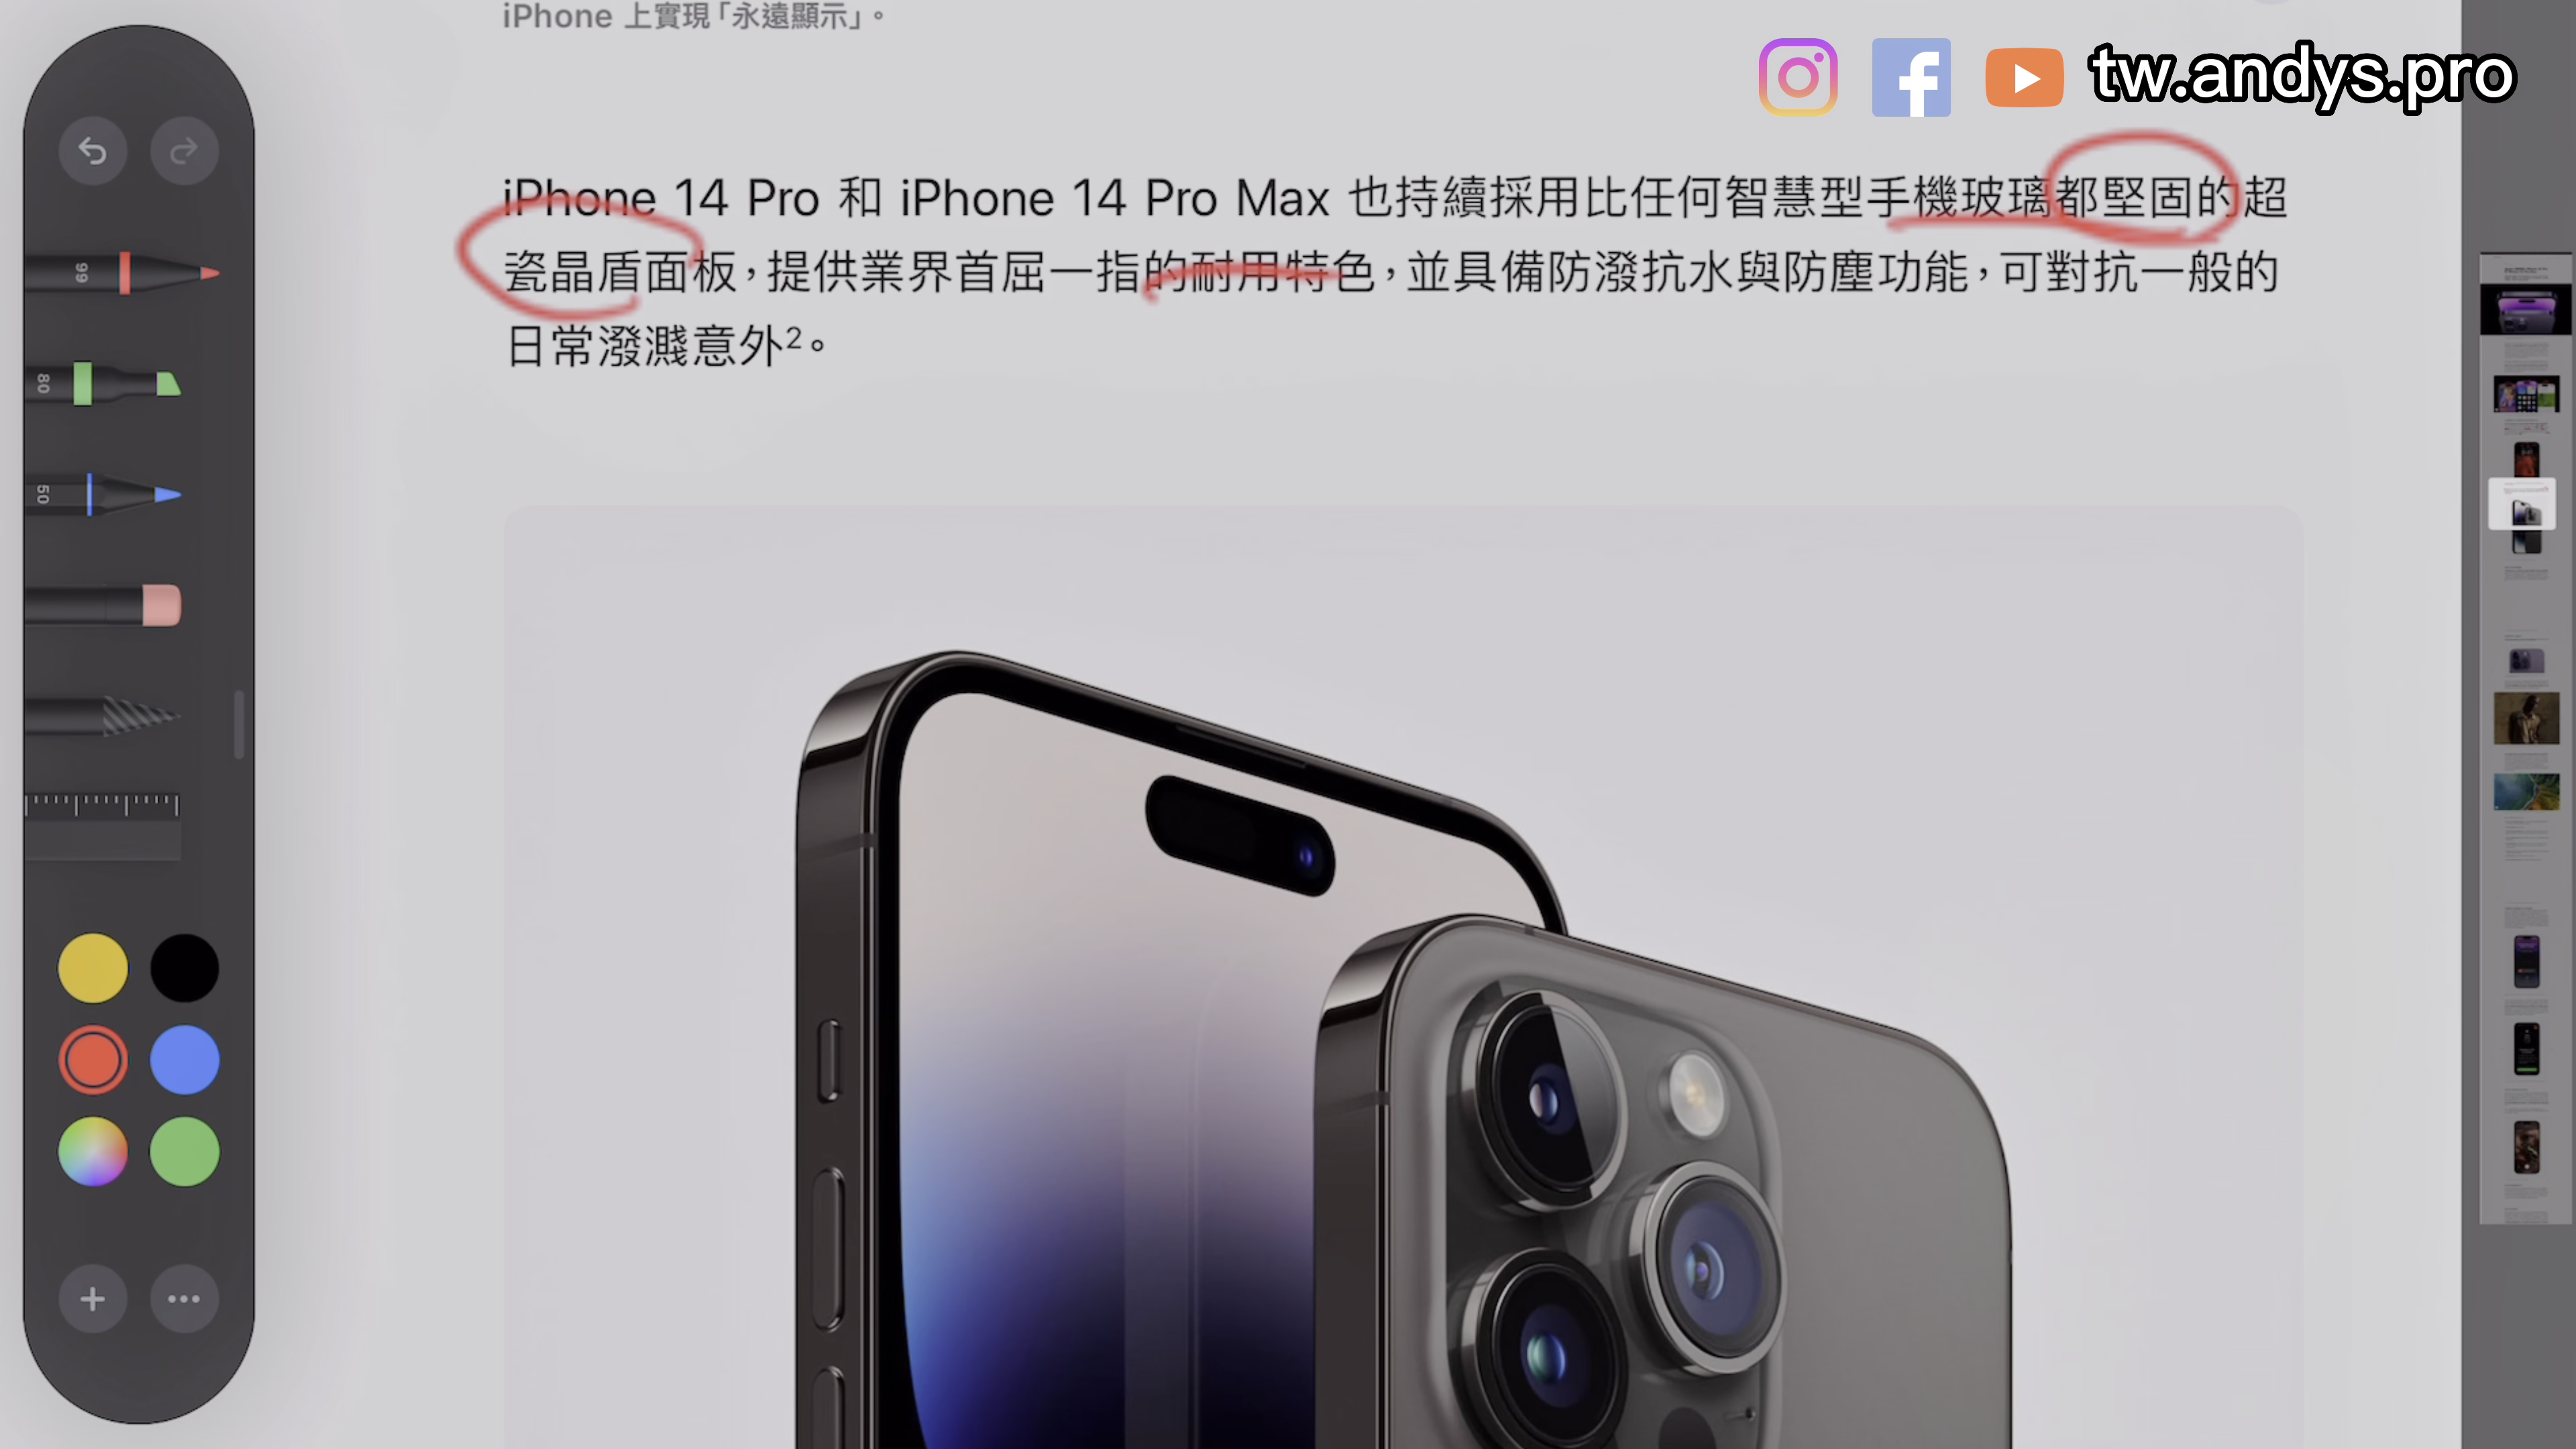 iPhone 上實現「永遠顯示」。
tw.andys.pro
iPhone 14 Pro 和 iPhone 14 Pro Max 也持續採用比任何智慧型手機玻璃都堅固的超
瓷晶盾面板，提供業界首屈一指的耐用特色，並具備防潑抗水與防塵功能，可對抗一般的
日常潑濺意外²。
99
80
50